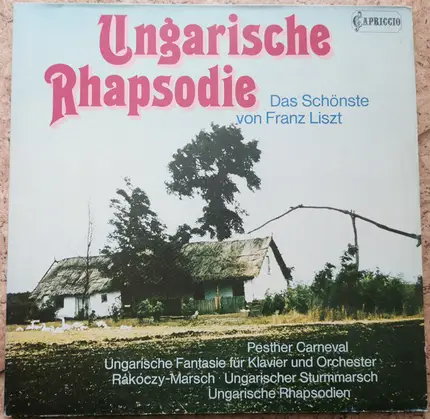 CAPRICCIO
Ungarische
Rhapsodie
Das Schönste
von Franz Liszt
Pesther Carneval
Ungarische Fantasie für Klavier und Orchester
Rákóczy-Marsch · Ungarischer Sturmmarsch
Ungarische Rhapsodien